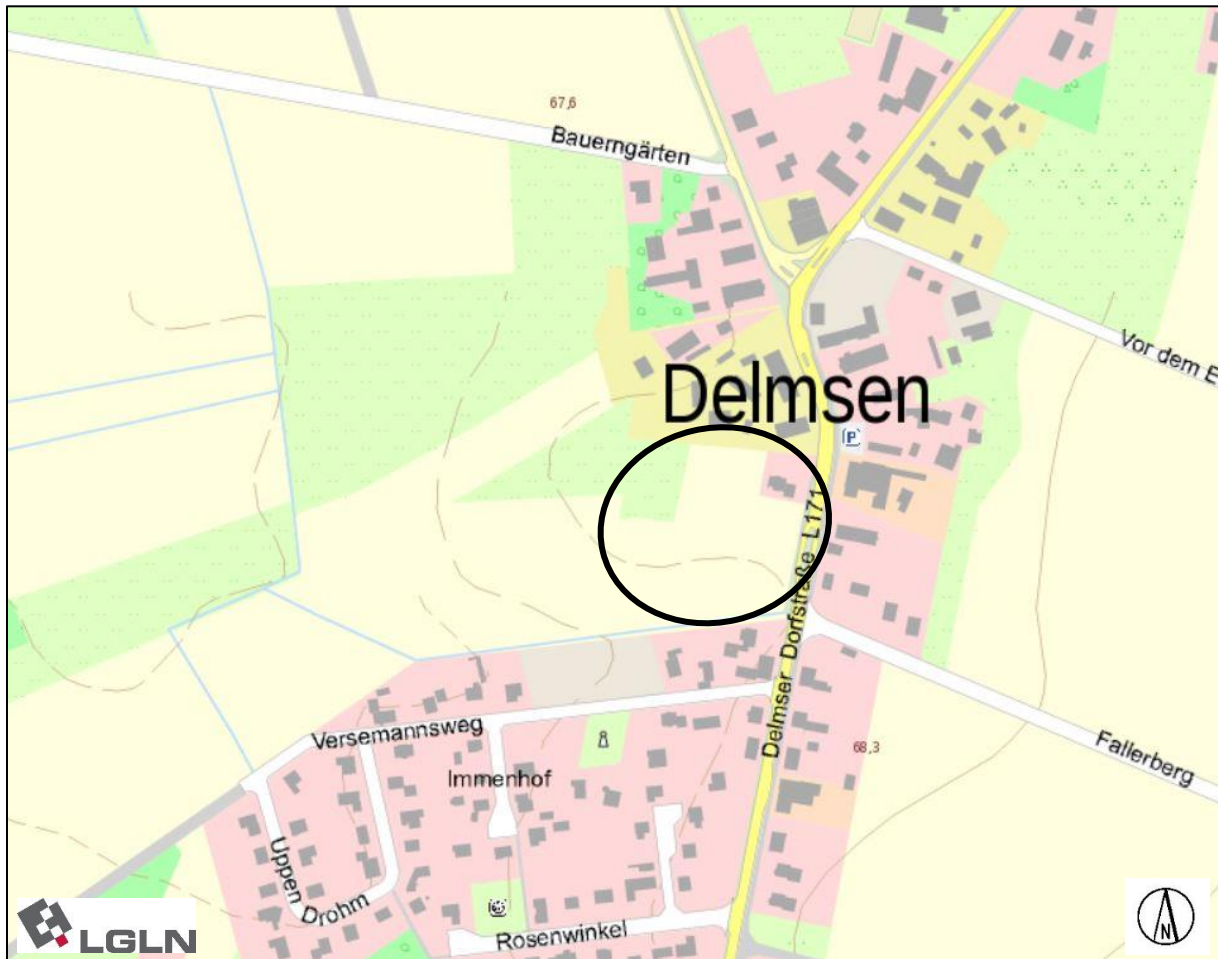 67,6
Bauerngärten
Vor dem E
Delmsen
P
Delmser Dorfstraße L171
Versemannsweg
68,3
Fallerberg
Immenhof
Uppen Drohm
Rosenwinkel
LGLN
N